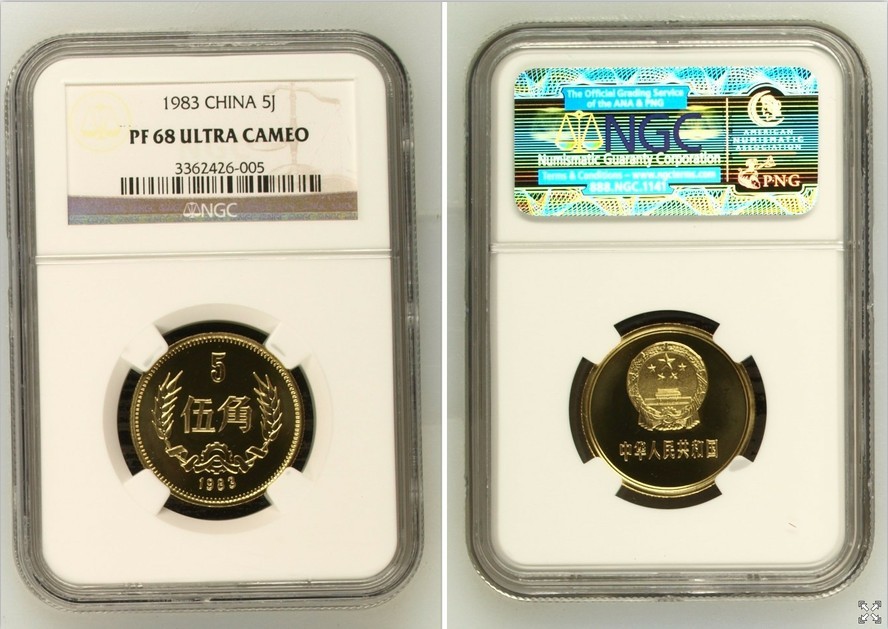 1983 CHINA 5J
PF 68 ULTRA CAMEO
3362426-005
NGC
5
伍角
1983
The Official Grading Service
of the ANA & PNG
NGC
Numismatic Guaranty Corporation
Terms & Conditions – www.ngcterms.com
888.NGC.1141
AMERICAN
NUMISMATIC
ASSOCIATION
PNG
中华人民共和国